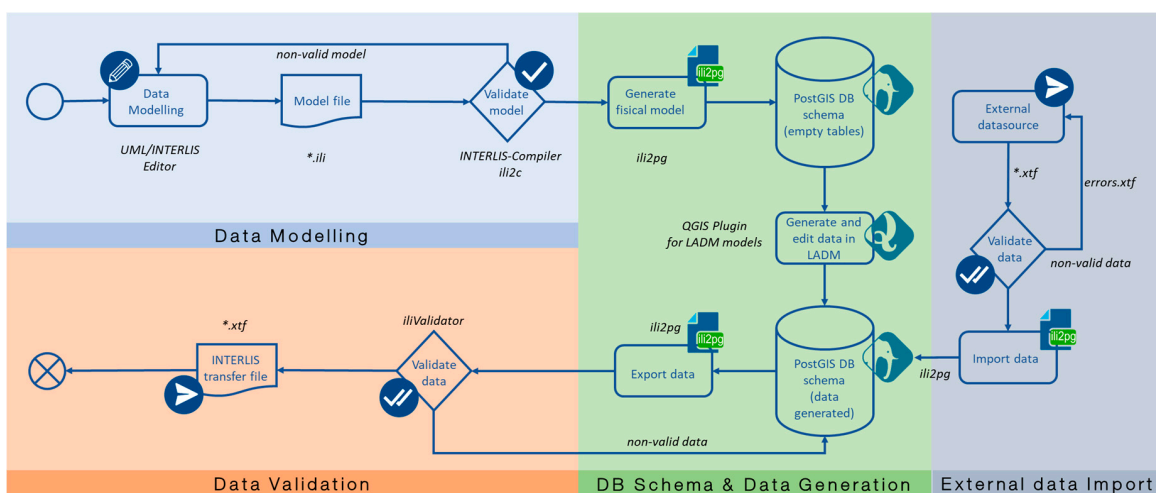 non-valid model
Data
Modelling
UML/INTERLIS
Editor
Model file
*.ili
Validate
model
INTERLIS-Compiler
ili2c
Data Modelling
ili2pg
Generate
fisical model
ili2pg
PostGIS DB
schema
(empty tables)
QGIS Plugin
for LADM models
Generate and
edit data in
LADM
PostGIS DB
schema
(data
generated)
ili2pg
ili2pg
Export data
DB Schema & Data Generation
External
datasource
*.xtf
errors.xtf
Validate
data
non-valid data
ili2pg
Import data
ili2pg
External data Import
iliValidator
Validate
data
non-valid data
*.xtf
INTERLIS
transfer file
Data Validation